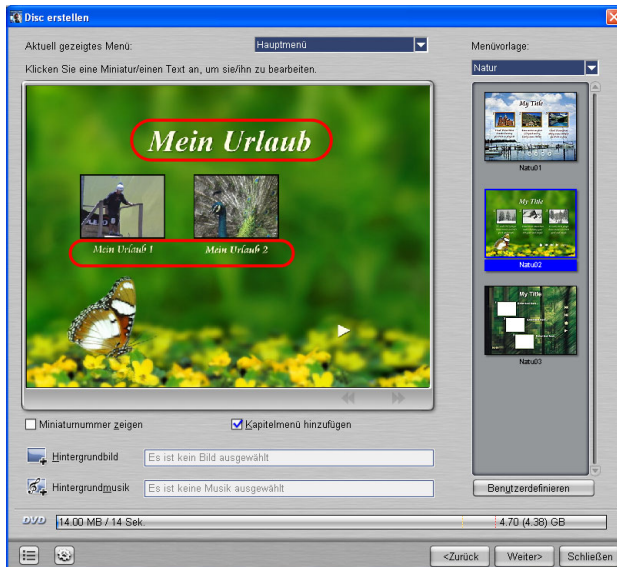 Disc erstellen
Aktuell gezeigtes Menü: Hauptmenü
Menüvorlage:
Klicken Sie eine Miniatur/einen Text an, um sie/ihn zu bearbeiten.
Natur
Mein Urlaub
Mein Urlaub 1 Mein Urlaub 2
My Title
Natu01
My Title
Natu02
My Title
Natu03
Miniaturnummer zeigen
Kapitelmenü hinzufügen
Hintergrundbild Es ist kein Bild ausgewählt
Hintergrundmusik Es ist keine Musik ausgewählt
Benutzerdefinieren
DVD 14.00 MB / 14 Sek. 4.70 (4.38) GB
<Zurück Weiter> Schließen